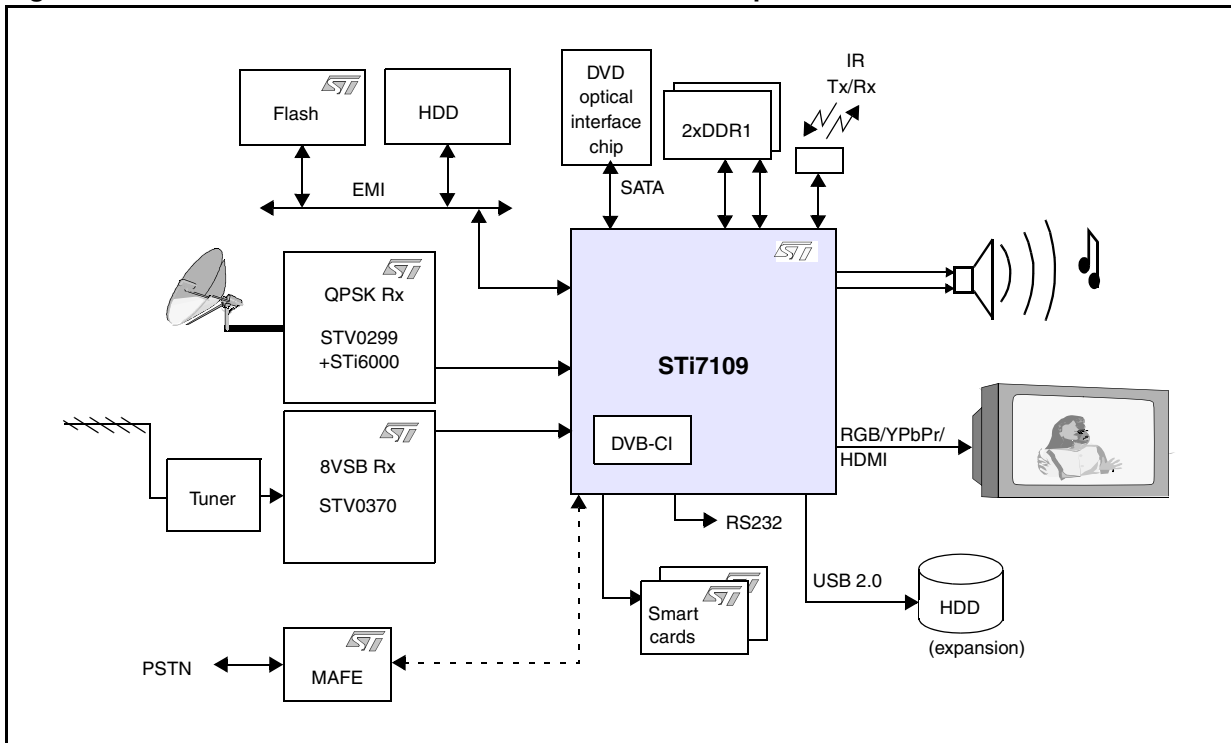 Flash
HDD
EMI
DVD
optical
interface
chip
SATA
2xDDR1
IR
Tx/Rx
ST
QPSK Rx
STV0299
+STi6000
8VSB Rx
STV0370
Tuner
STi7109
DVB-CI
RGB/YPbPr/
HDMI
RS232
USB 2.0
HDD
(expansion)
Smart
cards
PSTN
MAFE